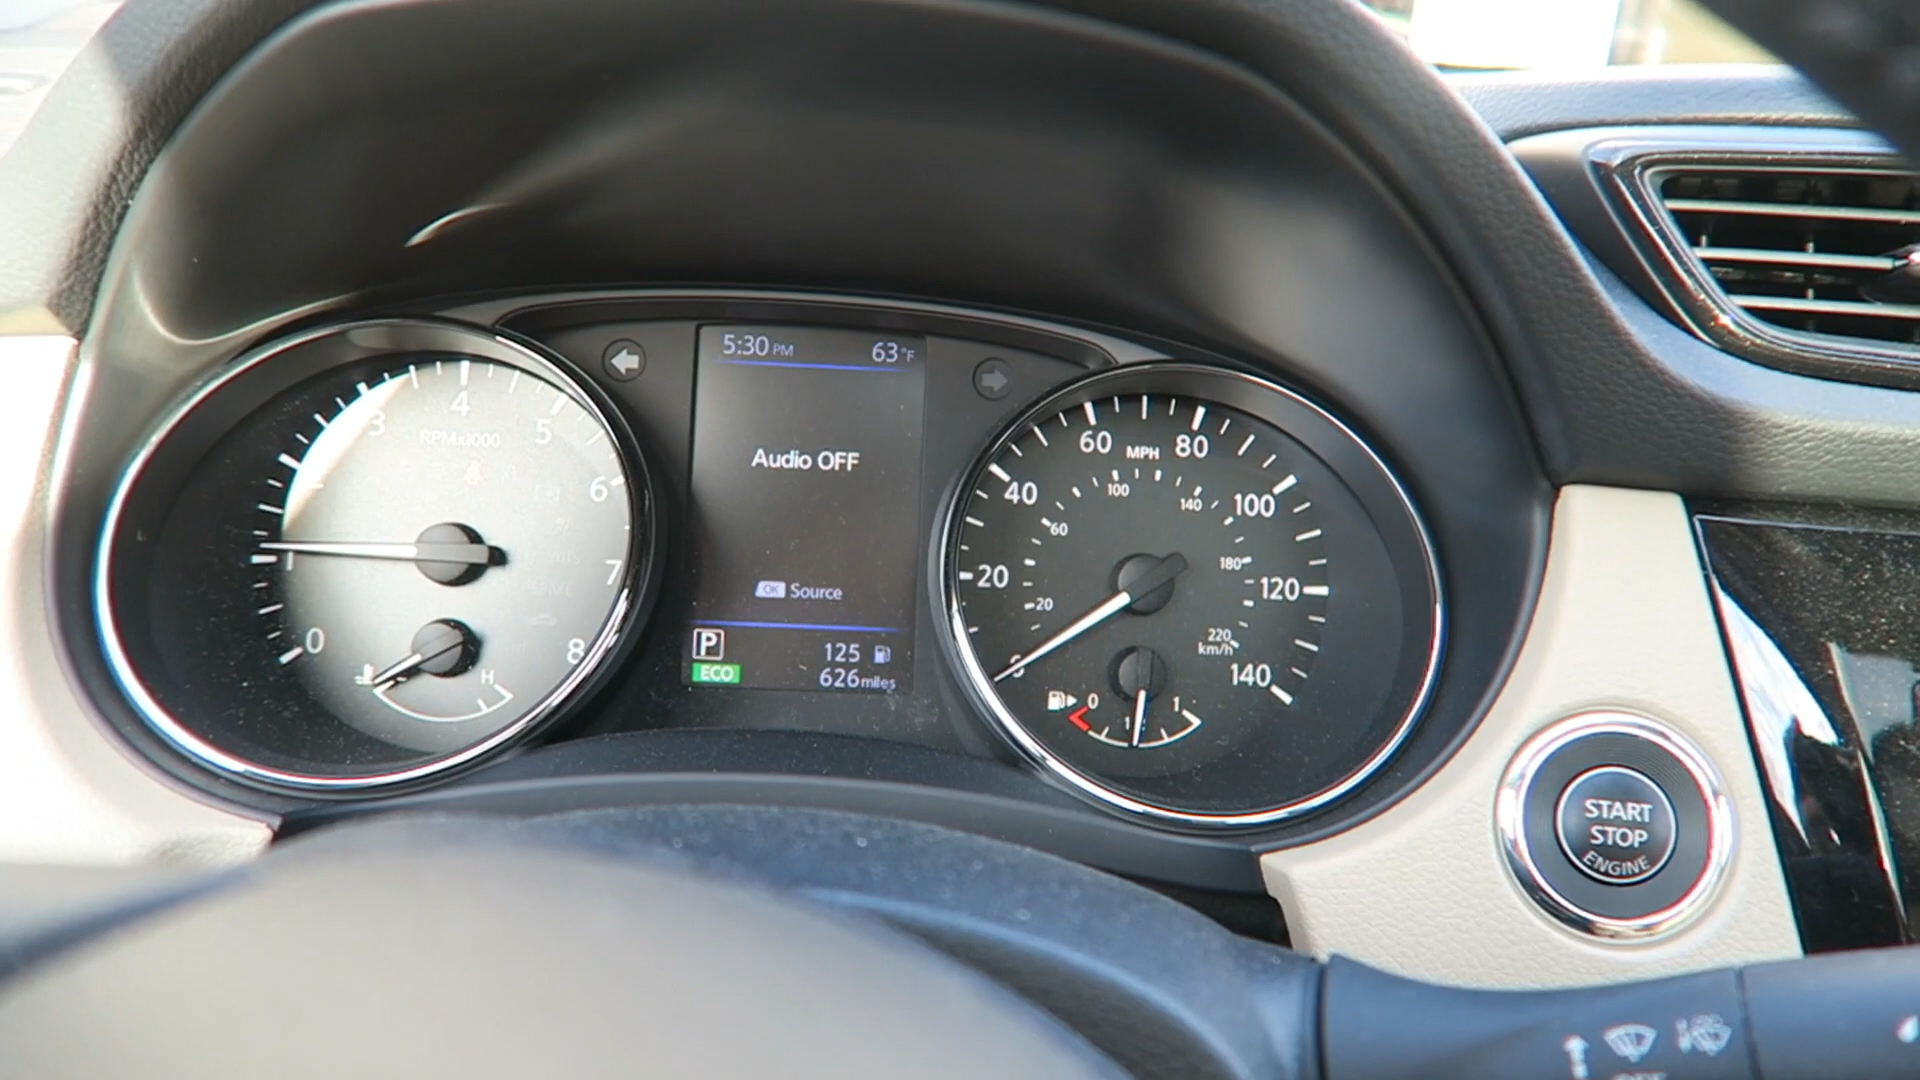 5:30 PM 63°F
Audio OFF
OK Source
P
125
ECO
626 miles
RPMx1000
0
1
3
4
5
6
7
8
H
MPH
0
20
40
60
80
100
120
140
20
60
100
140
180
220
km/h
0
1
START
STOP
ENGINE